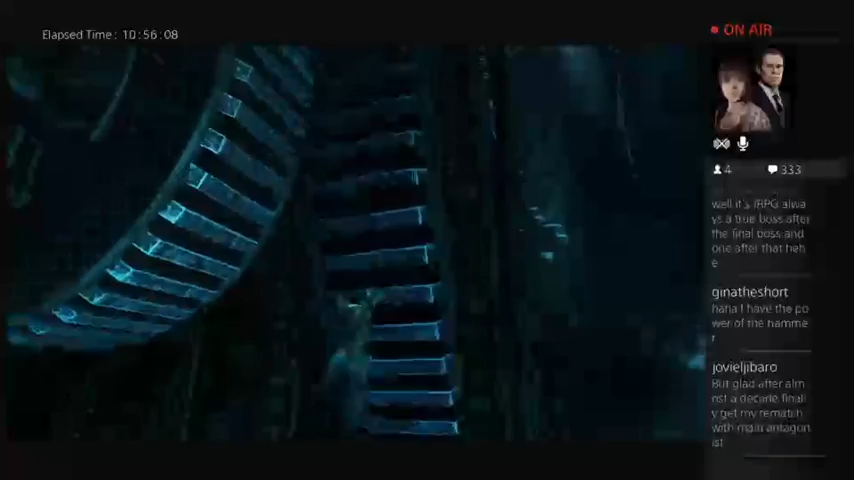 Elapsed Time : 10:56:08
ON AIR
4
333
well it's JRPG alwa
ys a true boss after
the final boss and
one after that heh
e
ginatheshort
haha I have the po
wer of the hamme
r
jovieljibaro
But glad after alm
ost a decade finall
y get my rematch
with main antagon
ist